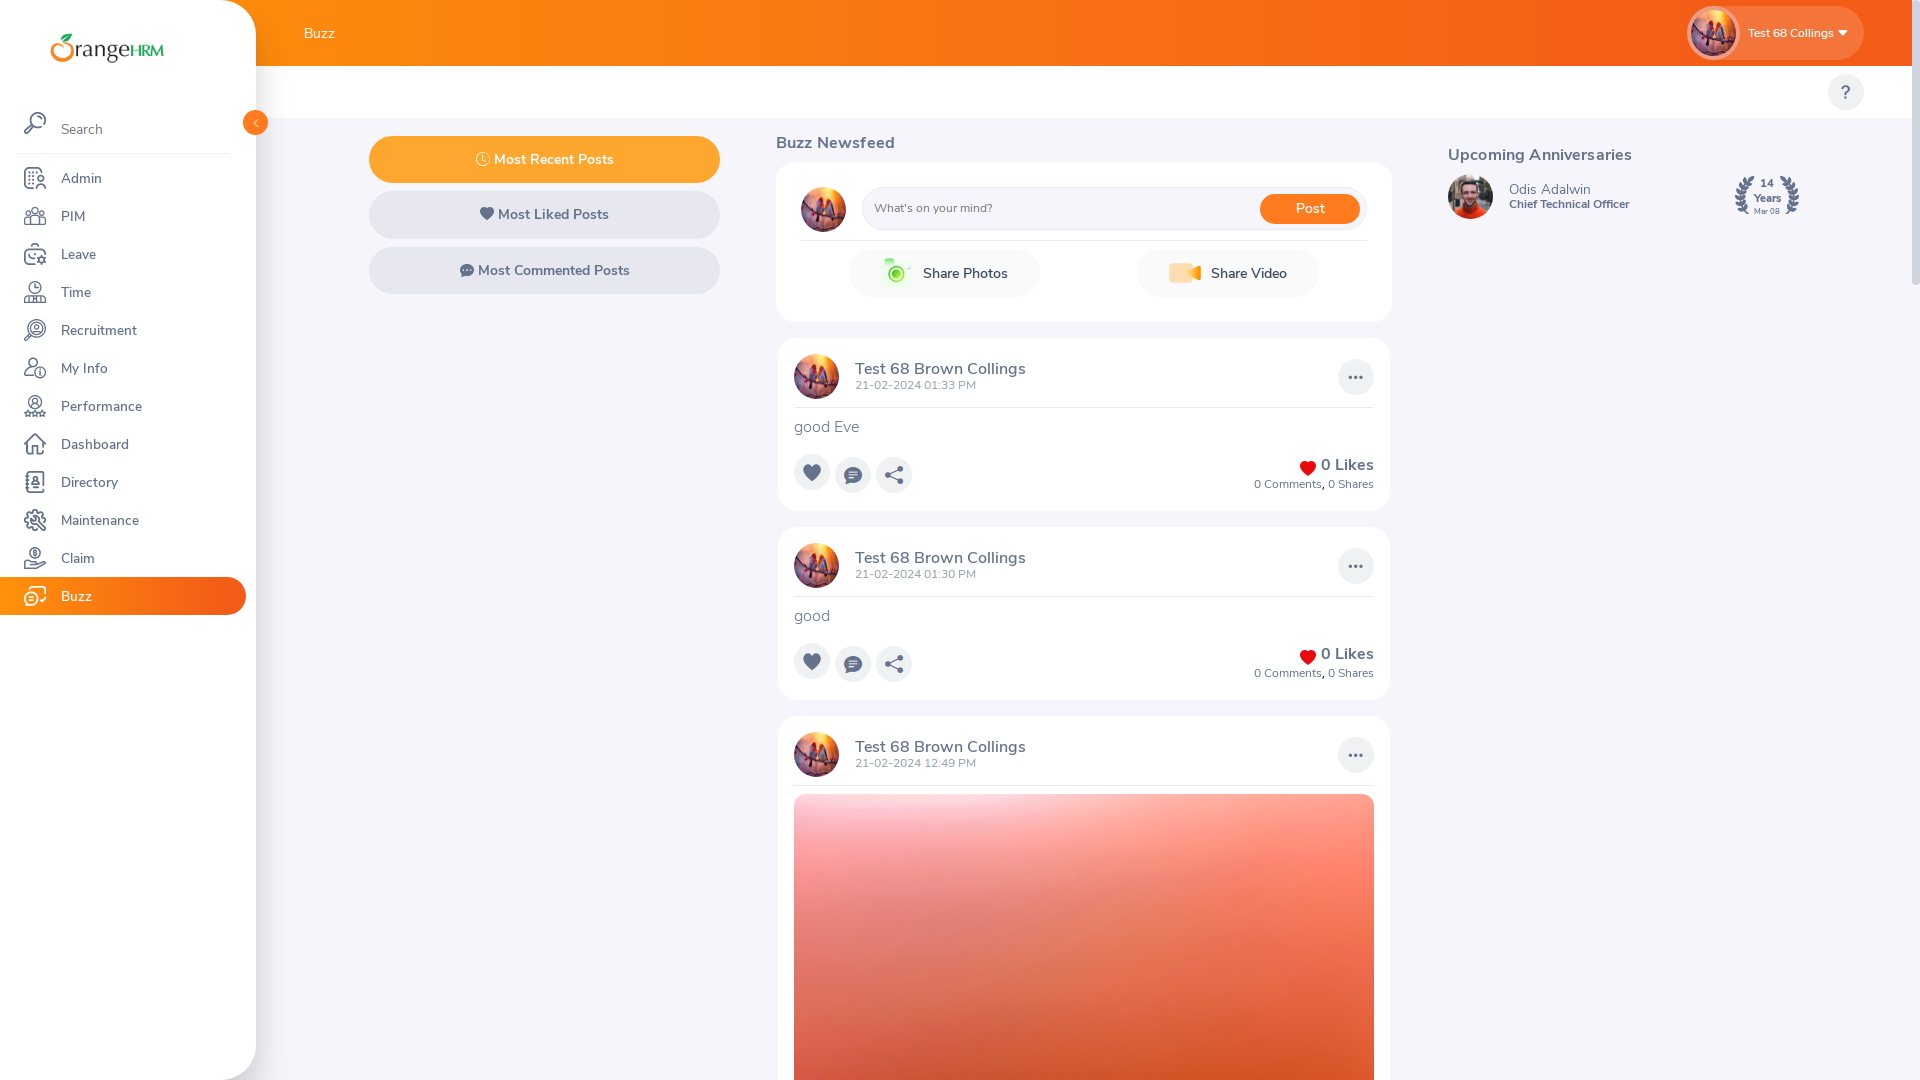 OrangeHRM
Search
Admin
PIM
Leave
Time
Recruitment
My Info
Performance
Dashboard
Directory
Maintenance
Claim
Buzz
Buzz
Test 68 Collings
?
Most Recent Posts
Most Liked Posts
Most Commented Posts
Buzz Newsfeed
What's on your mind?
Post
Share Photos
Share Video
Test 68 Brown Collings
21-02-2024 01:33 PM
good Eve
0 Likes
0 Comments, 0 Shares
Test 68 Brown Collings
21-02-2024 01:30 PM
good
0 Likes
0 Comments, 0 Shares
Test 68 Brown Collings
21-02-2024 12:49 PM
Upcoming Anniversaries
Odis Adalwin
Chief Technical Officer
14
Years
Mar 08